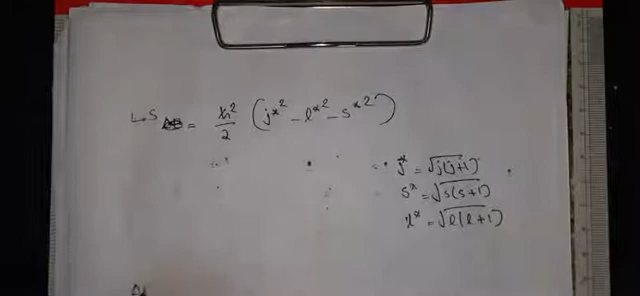 L.S = ħ²/2 (j*² - l*² - s*²)
j* = √j(j+1)
s* = √s(s+1)
l* = √l(l+1)